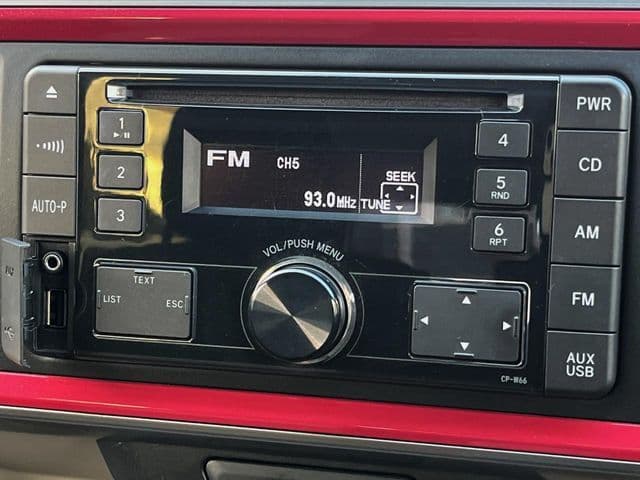 AUTO-P
1
2
3
FM
CH5
SEEK
93.0MHz
TUNE
4
5
RND
6
RPT
PWR
CD
AM
FM
AUX
USB
VOL/PUSH MENU
TEXT
LIST
ESC
CP-W66